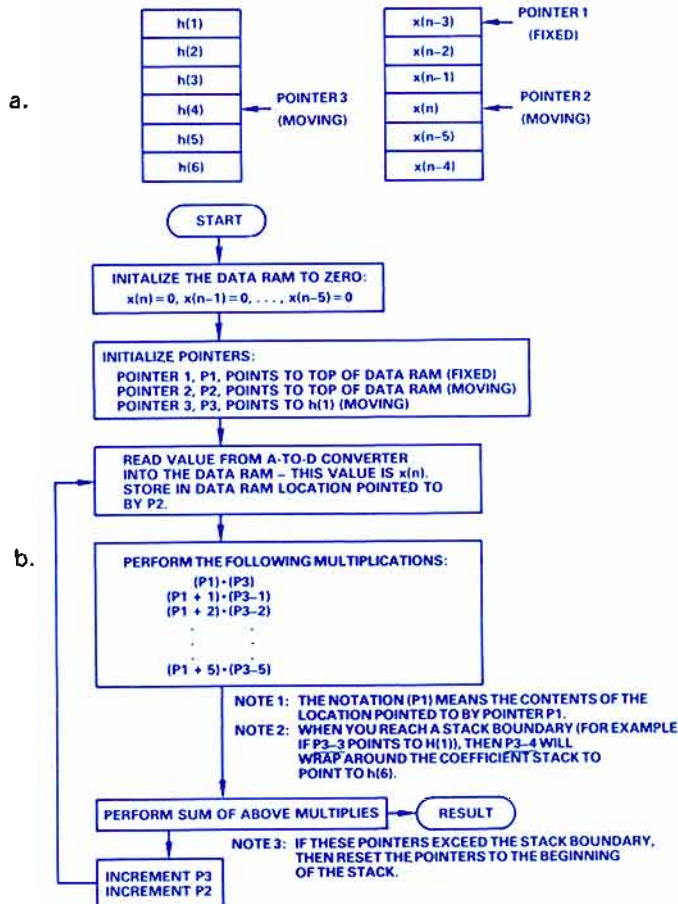 a.
h(1)
h(2)
h(3)
h(4)
h(5)
h(6)
POINTER 3
(MOVING)
x(n-3)
x(n-2)
x(n-1)
x(n)
x(n-5)
x(n-4)
POINTER 1
(FIXED)
POINTER 2
(MOVING)
b.
START
INITALIZE THE DATA RAM TO ZERO:
x(n) = 0, x(n-1) = 0, . . . , x(n-5) = 0
INITIALIZE POINTERS:
POINTER 1, P1, POINTS TO TOP OF DATA RAM (FIXED)
POINTER 2, P2, POINTS TO TOP OF DATA RAM (MOVING)
POINTER 3, P3, POINTS TO h(1) (MOVING)
READ VALUE FROM A-TO-D CONVERTER
INTO THE DATA RAM – THIS VALUE IS x(n).
STORE IN DATA RAM LOCATION POINTED TO
BY P2.
PERFORM THE FOLLOWING MULTIPLICATIONS:
(P1)·(P3)
(P1 + 1)·(P3–1)
(P1 + 2)·(P3–2)
. .
. .
. .
(P1 + 5)·(P3–5)
NOTE 1: THE NOTATION (P1) MEANS THE CONTENTS OF THE
LOCATION POINTED TO BY POINTER P1.
NOTE 2: WHEN YOU REACH A STACK BOUNDARY (FOR EXAMPLE
IF P3–3 POINTS TO H(1)), THEN P3–4 WILL
WRAP AROUND THE COEFFICIENT STACK TO
POINT TO h(6).
PERFORM SUM OF ABOVE MULTIPLIES
RESULT
NOTE 3: IF THESE POINTERS EXCEED THE STACK BOUNDARY,
THEN RESET THE POINTERS TO THE BEGINNING
OF THE STACK.
INCREMENT P3
INCREMENT P2